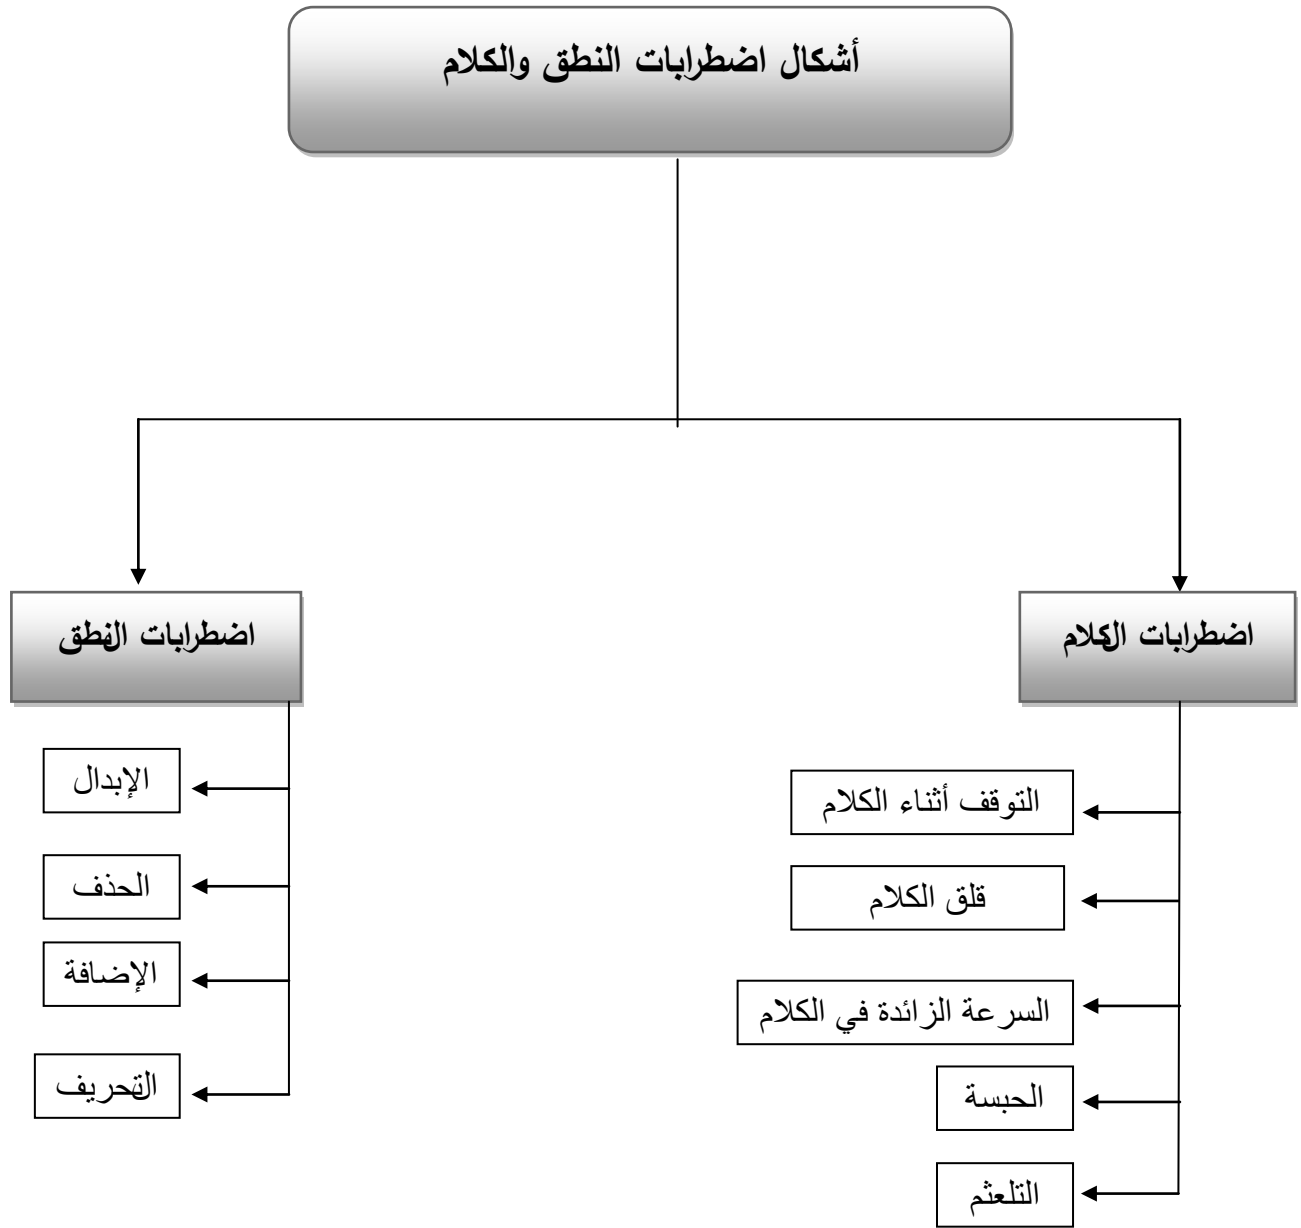 أشكال اضطرابات النطق والكلام
اضطرابات الكلام
التوقف أثناء الكلام
قلق الكلام
السرعة الزائدة في الكلام
الحبسة
التلعثم
اضطرابات النطق
الإبدال
الحذف
الإضافة
التحريف